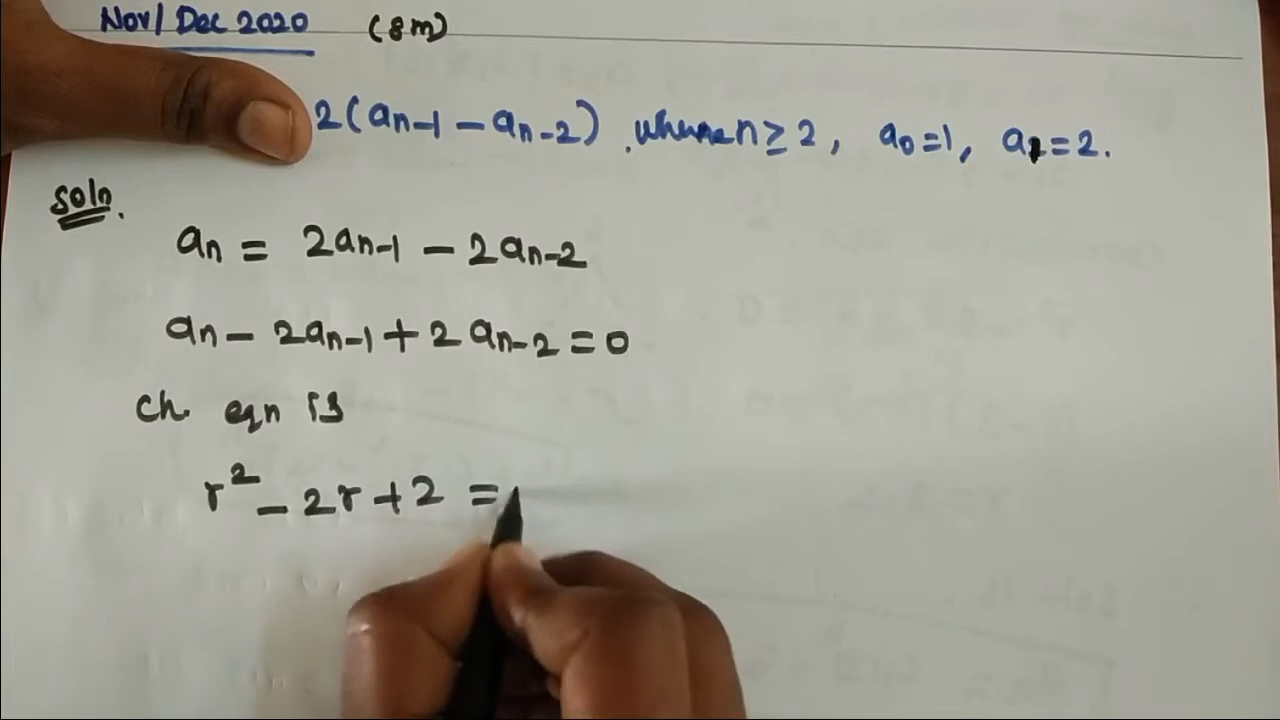 Nov/Dec 2020 (8m)
2(aₙ₋₁ - aₙ₋₂), where n ≥ 2, a₀=1, a₁=2.
Soln.
aₙ = 2aₙ₋₁ - 2aₙ₋₂
aₙ - 2aₙ₋₁ + 2aₙ₋₂ = 0
Ch. eqn is
r² - 2r + 2 =